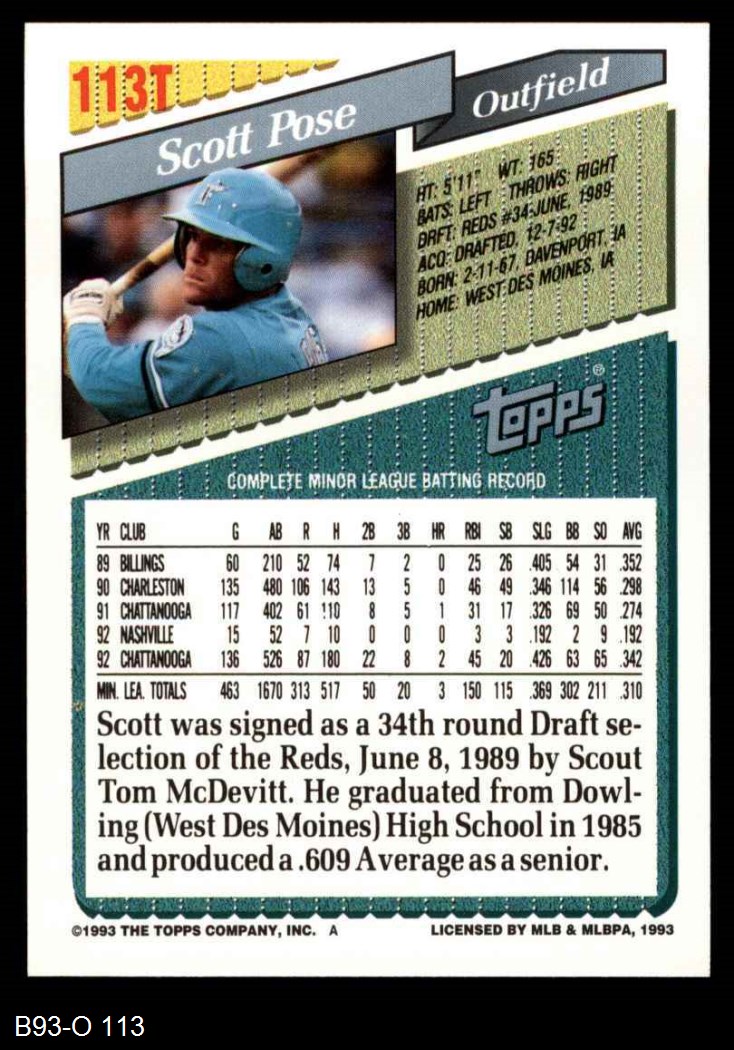 113T
Scott Pose
Outfield
HT: 5'11" WT: 165
BATS: LEFT THROWS: RIGHT
DRFT: REDS #34-JUNE, 1989
ACQ: DRAFTED, 12-7-92
BORN: 2-11-67, DAVENPORT, IA
HOME: WEST DES MOINES, IA
Topps®
COMPLETE MINOR LEAGUE BATTING RECORD
YR CLUB G AB R H 2B 3B HR RBI SB SLG BB SO AVG
89 BILLINGS 60 210 52 74 7 2 0 25 26 .405 54 31 .352
90 CHARLESTON 135 480 106 143 13 5 0 46 49 .346 114 56 .298
91 CHATTANOOGA 117 402 61 110 8 5 1 31 17 .326 69 50 .274
92 NASHVILLE 15 52 7 10 0 0 0 3 3 .192 2 9 .192
92 CHATTANOOGA 136 526 87 180 22 8 2 45 20 .426 63 65 .342
MIN. LEA. TOTALS 463 1670 313 517 50 20 3 150 115 .369 302 211 .310
Scott was signed as a 34th round Draft se-
lection of the Reds, June 8, 1989 by Scout
Tom McDevitt. He graduated from Dowl-
ing (West Des Moines) High School in 1985
and produced a .609 Average as a senior.
©1993 THE TOPPS COMPANY, INC. A
LICENSED BY MLB & MLBPA, 1993
B93-O 113